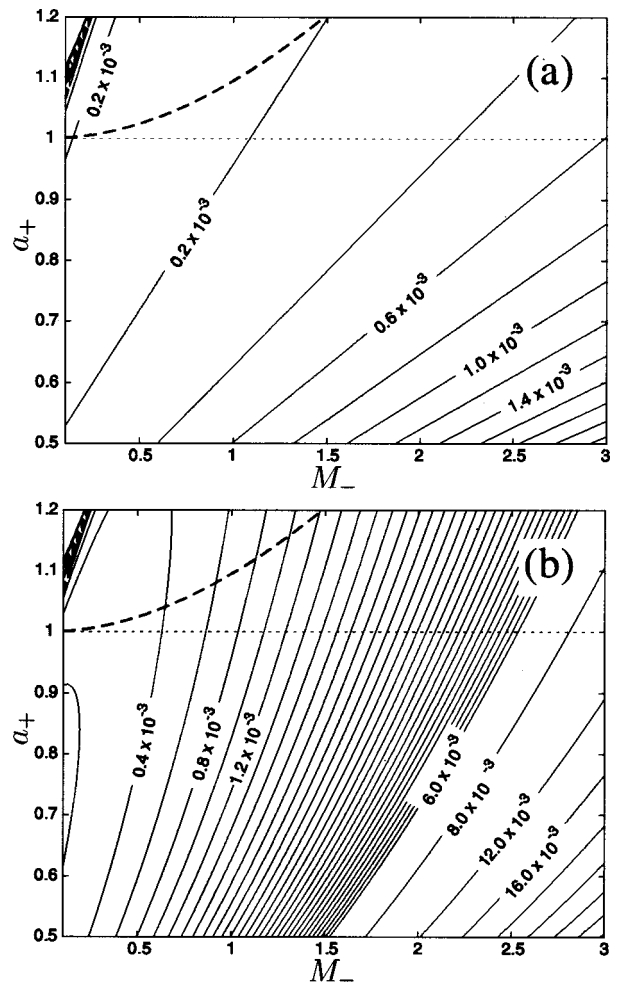 1.2
1.1
1
0.9
0.8
0.7
0.6
0.5
a+
0.2 x 10-3
(a)
0.2 x 10-3
0.6 x 10-3
1.0 x 10-3
1.4 x 10-3
0.5
1
1.5
2
2.5
3
M−
1.2
1.1
1
0.9
0.8
0.7
0.6
0.5
a+
(b)
0.4 x 10-3
0.8 x 10-3
1.2 x 10-3
6.0 x 10-3
8.0 x 10-3
12.0 x 10-3
16.0 x 10-3
0.5
1
1.5
2
2.5
3
M−